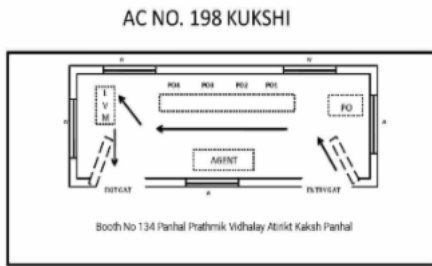 AC NO. 198 KUKSHI
W W
PO4 PO3 PO2 PO1
V
M
PO
W W
AGENT
EXITGAT
W
ENTRYGAT
Booth No 134 Panhal Prathmik Vidhalay Atirikt Kaksh Panhal